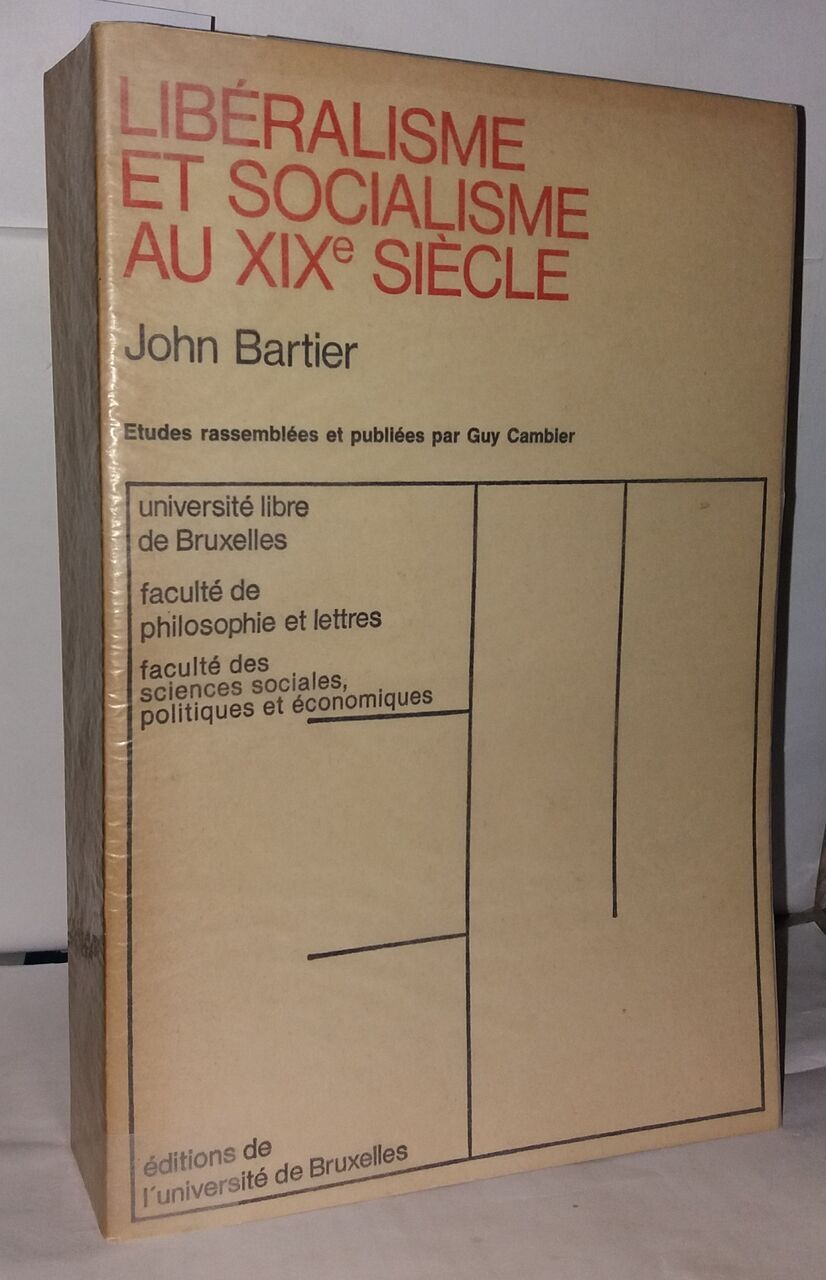 LIBÉRALISME
ET SOCIALISME
AU XIXe SIÈCLE
John Bartier
Etudes rassemblées et publiées par Guy Cambier
université libre
de Bruxelles
faculté de
philosophie et lettres
faculté des
sciences sociales,
politiques et économiques
éditions de
l'université de Bruxelles